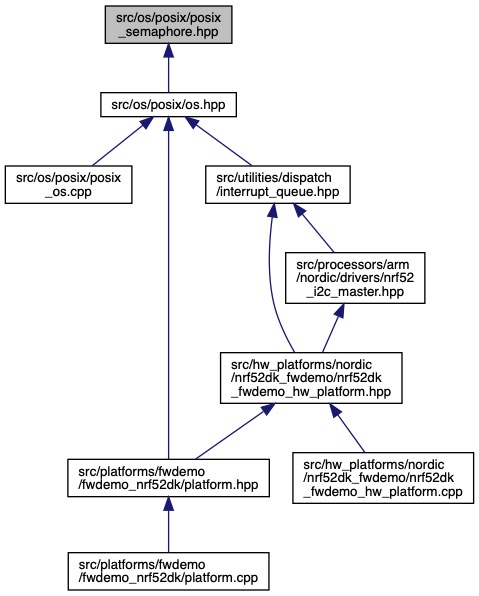 src/os/posix/posix
_semaphore.hpp
src/os/posix/os.hpp
src/os/posix/posix
_os.cpp
src/utilities/dispatch
/interrupt_queue.hpp
src/processors/arm
/nordic/drivers/nrf52
_i2c_master.hpp
src/hw_platforms/nordic
/nrf52dk_fwdemo/nrf52dk
_fwdemo_hw_platform.hpp
src/platforms/fwdemo
/fwdemo_nrf52dk/platform.hpp
src/hw_platforms/nordic
/nrf52dk_fwdemo/nrf52dk
_fwdemo_hw_platform.cpp
src/platforms/fwdemo
/fwdemo_nrf52dk/platform.cpp